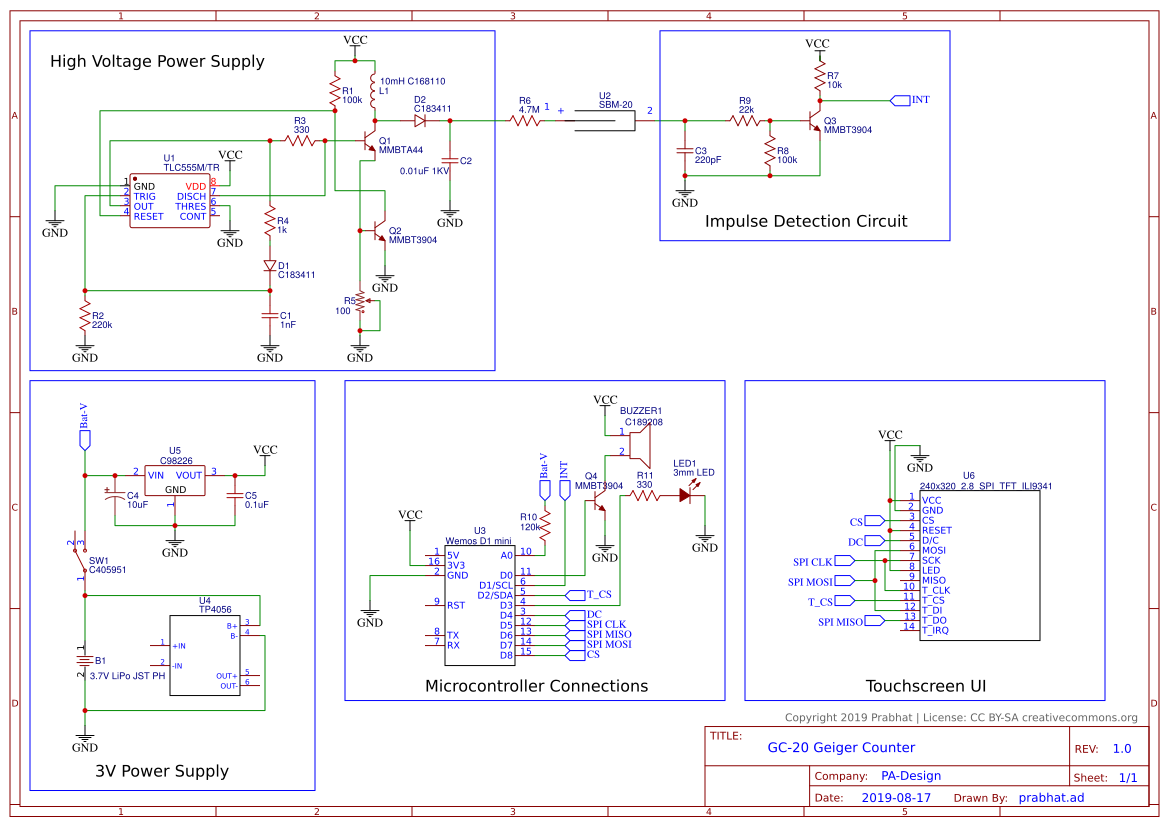 1 2 3 4 5
A
B
C
D
A
B
C
D
High Voltage Power Supply
VCC
R1
100k
10mH C168110
L1
D2
C183411
R3
330
Q1
MMBTA44
C2
0.01uF 1KV
GND
U1
TLC555M/TR
VCC
1 GND
2 TRIG
3 OUT
4 RESET
VDD 8
DISCH 7
THRES 6
CONT 5
GND
GND
R4
1k
D1
C183411
Q2
MMBT3904
GND
R5
100
R2
220k
C1
1nF
GND
GND
GND
R6
4.7M
1 +
U2
SBM-20
2
VCC
R7
10k
INT
R9
22k
Q3
MMBT3904
C3
220pF
R8
100k
GND
Impulse Detection Circuit
Bat-V
U5
C98226
VCC
2 VIN VOUT 3
GND
1
C4
10uF
C5
0.1uF
GND
2 3
SW1
C405951
1
U4
TP4056
B+ 3
B- 4
1 +IN
2 -IN
OUT+ 5
OUT- 6
1
B1
2 3.7V LiPo JST PH
GND
3V Power Supply
VCC
BUZZER1
C189208
1
2
Bat-V
INT
Q4
MMBT3904
R11
330
LED1
3mm LED
R10
120k
GND
GND
VCC
U3
Wemos D1 mini
1 5V
16 3V3
2 GND
9 RST
8 TX
7 RX
A0 10
D0 11
D1/SCL 6
D2/SDA 5 T_CS
D3 4
D4 3 DC
D5 12 SPI CLK
D6 13 SPI MISO
D7 14 SPI MOSI
D8 15 CS
GND
Microcontroller Connections
VCC
GND
U6
240x320_2.8_SPI_TFT_ILI9341
1 VCC
2 GND
CS 3 CS
4 RESET
DC 5 D/C
6 MOSI
SPI CLK 7 SCK
8 LED
SPI MOSI 9 MISO
10 T_CLK
T_CS 11 T_CS
12 T_DI
SPI MISO 13 T_DO
14 T_IRQ
Touchscreen UI
Copyright 2019 Prabhat | License: CC BY-SA creativecommons.org
TITLE:
GC-20 Geiger Counter
REV: 1.0
Company: PA-Design
Sheet: 1/1
Date: 2019-08-17 Drawn By: prabhat.ad
1 2 3 4 5